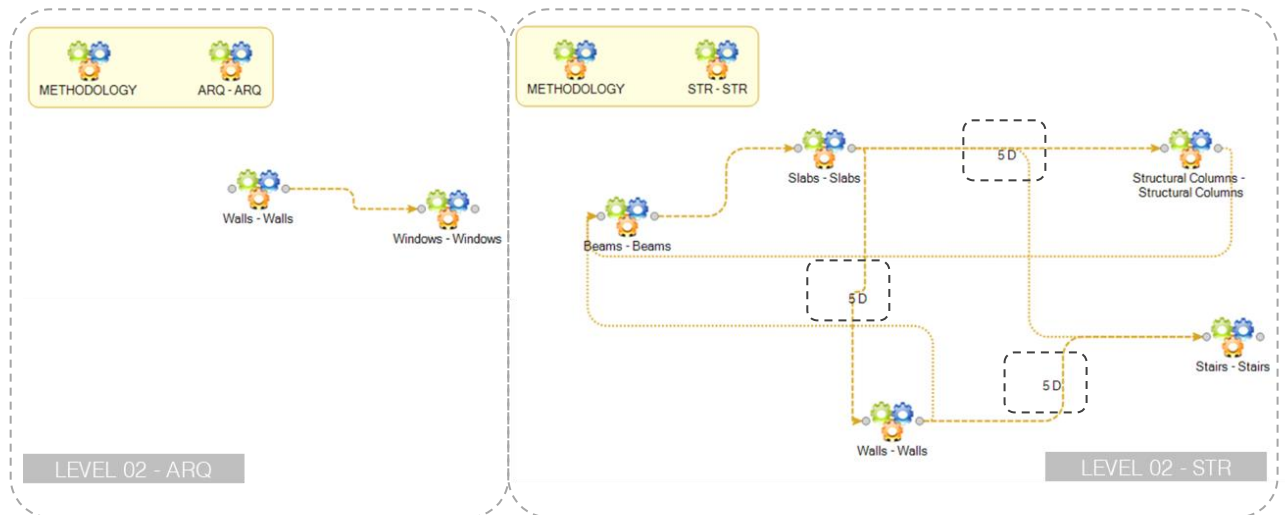 METHODOLOGY
ARQ - ARQ
Walls - Walls
Windows - Windows
LEVEL 02 - ARQ
METHODOLOGY
STR - STR
Slabs - Slabs
5 D
Structural Columns -
Structural Columns
Beams - Beams
5 D
Stairs - Stairs
5 D
Walls - Walls
LEVEL 02 - STR